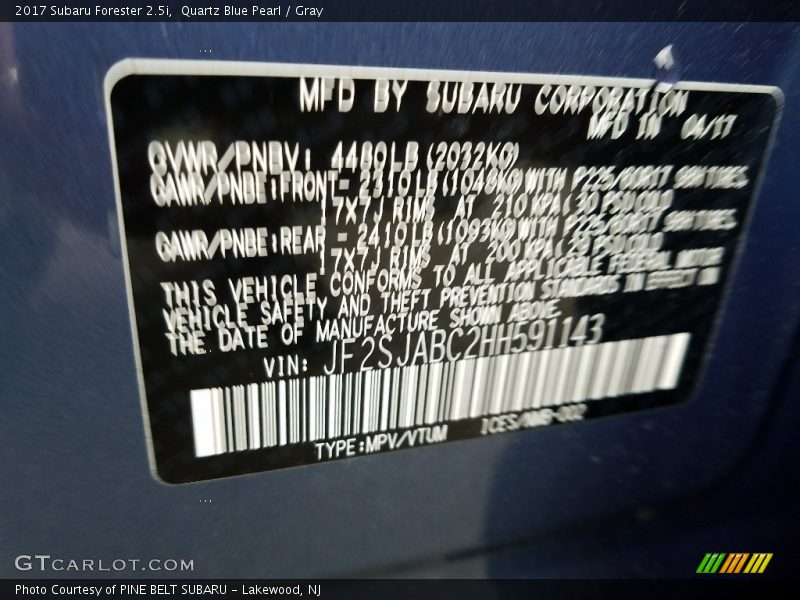 2017 Subaru Forester 2.5i,  Quartz Blue Pearl / Gray
MFD BY SUBARU CORPORATION
MFD IN 04/17
GVWR/PNBV: 4480LB (2032KG)
GAWR/PNBE:FRONT- 2310LB(1048KG)WITH P225/60R17 98H TIRES
17X7J RIMS AT 210 KPA(30 PSI)COLD
GAWR/PNBE:REAR - 2410LB(1093KG)WITH P225/60R17 98H TIRES
17X7J RIMS AT 200 KPA(29 PSI)COLD
THIS VEHICLE CONFORMS TO ALL APPLICABLE FEDERAL MOTOR
VEHICLE SAFETY AND THEFT PREVENTION STANDARDS IN EFFECT ON
THE DATE OF MANUFACTURE SHOWN ABOVE.
VIN: JF2SJABC2HH591143
TYPE:MPV/VTUM ICES/NMB-002
GTCARLOT.COM
Photo Courtesy of PINE BELT SUBARU – Lakewood, NJ